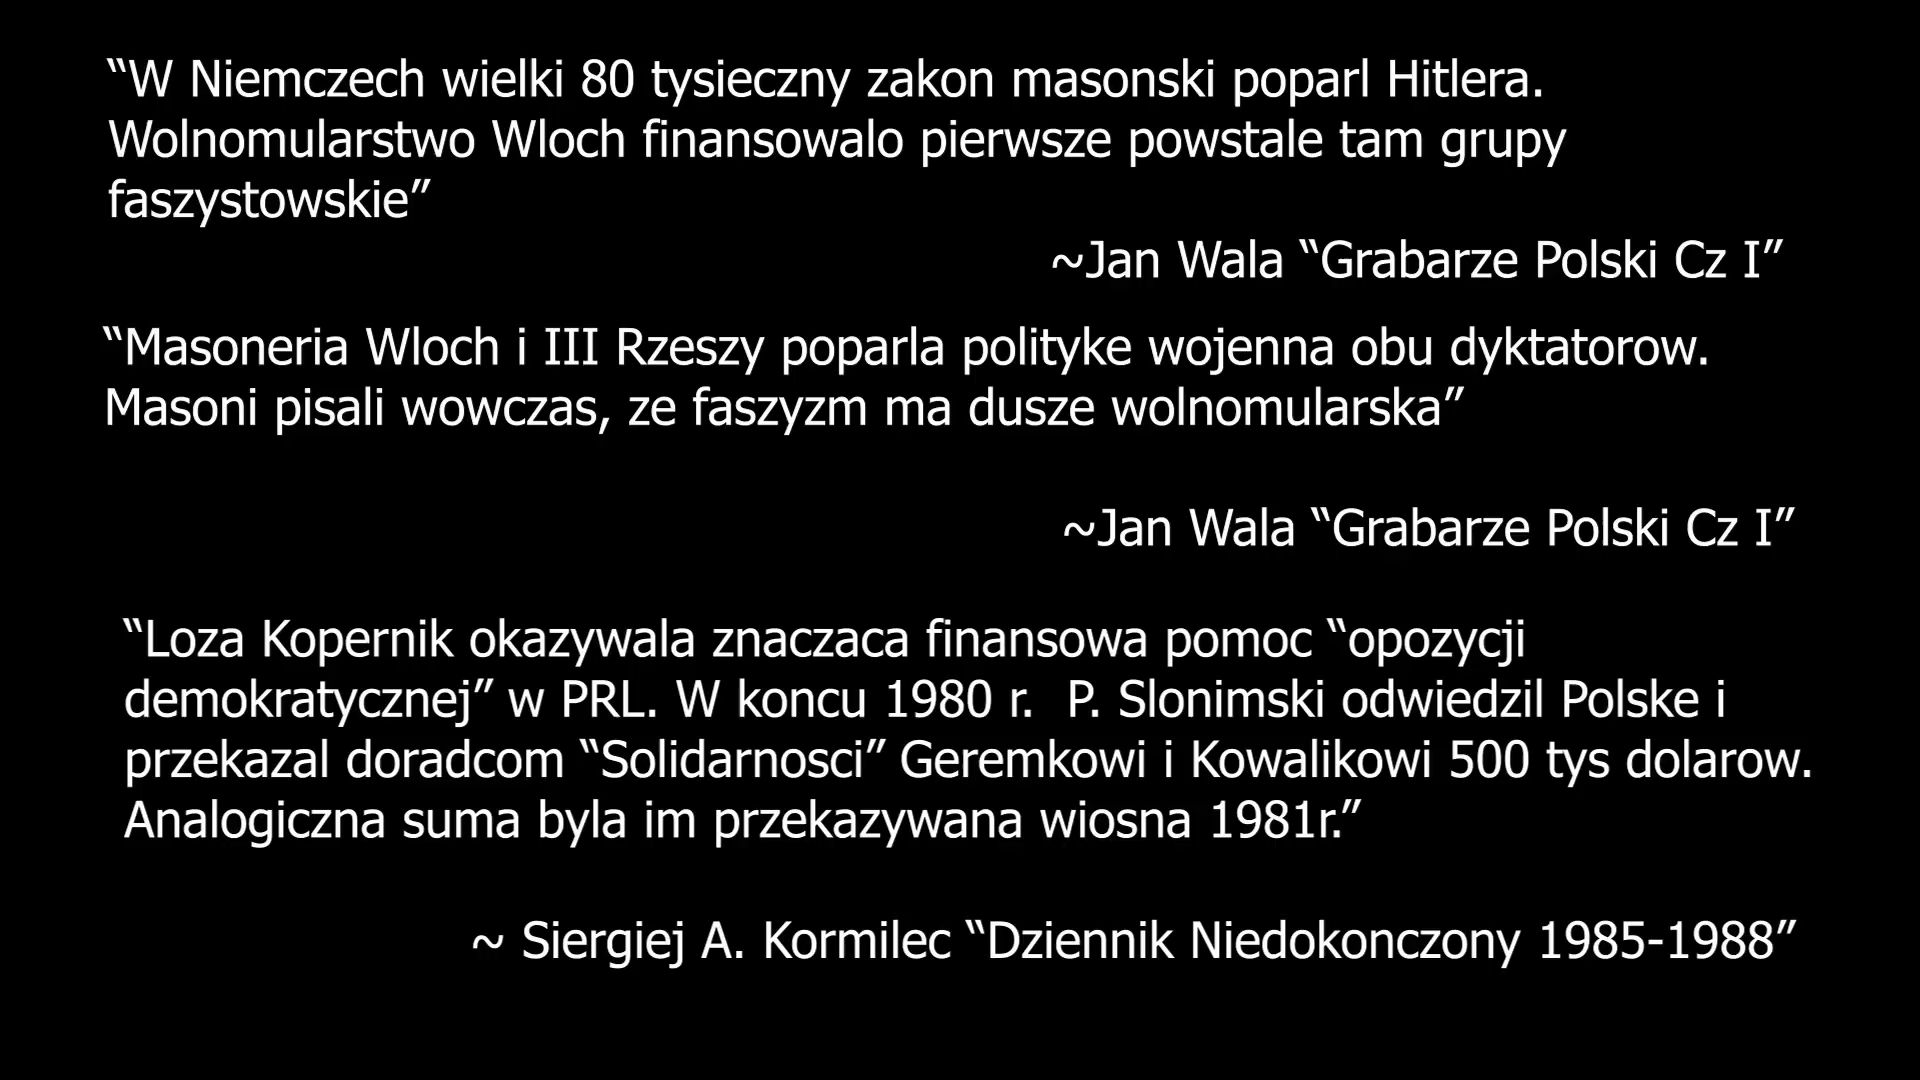 “W Niemczech wielki 80 tysieczny zakon masonski poparl Hitlera.
Wolnomularstwo Wloch finansowalo pierwsze powstale tam grupy
faszystowskie”
~Jan Wala “Grabarze Polski Cz I”
“Masoneria Wloch i III Rzeszy poparla polityke wojenna obu dyktatorow.
Masoni pisali wowczas, ze faszyzm ma dusze wolnomularska”
~Jan Wala “Grabarze Polski Cz I”
“Loza Kopernik okazywala znaczaca finansowa pomoc “opozycji
demokratycznej” w PRL. W koncu 1980 r.  P. Slonimski odwiedzil Polske i
przekazal doradcom “Solidarnosci” Geremkowi i Kowalikowi 500 tys dolarow.
Analogiczna suma byla im przekazywana wiosna 1981r.”
~ Siergiej A. Kormilec “Dziennik Niedokonczony 1985-1988”